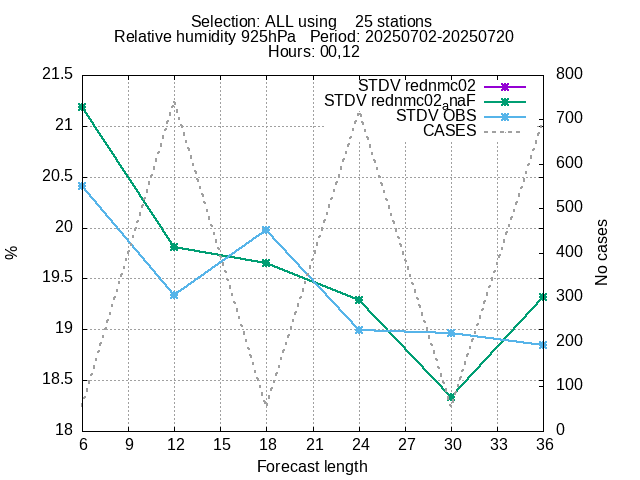 Selection: ALL using    25 stations
Relative humidity 925hPa   Period: 20250702-20250720
Hours: 00,12
STDV rednmc02
STDV rednmc02_anaF
STDV OBS
CASES
21.5
21
20.5
20
19.5
19
18.5
18
800
700
600
500
400
300
200
100
0
6 9 12 15 18 21 24 27 30 33 36
%
No cases
Forecast length